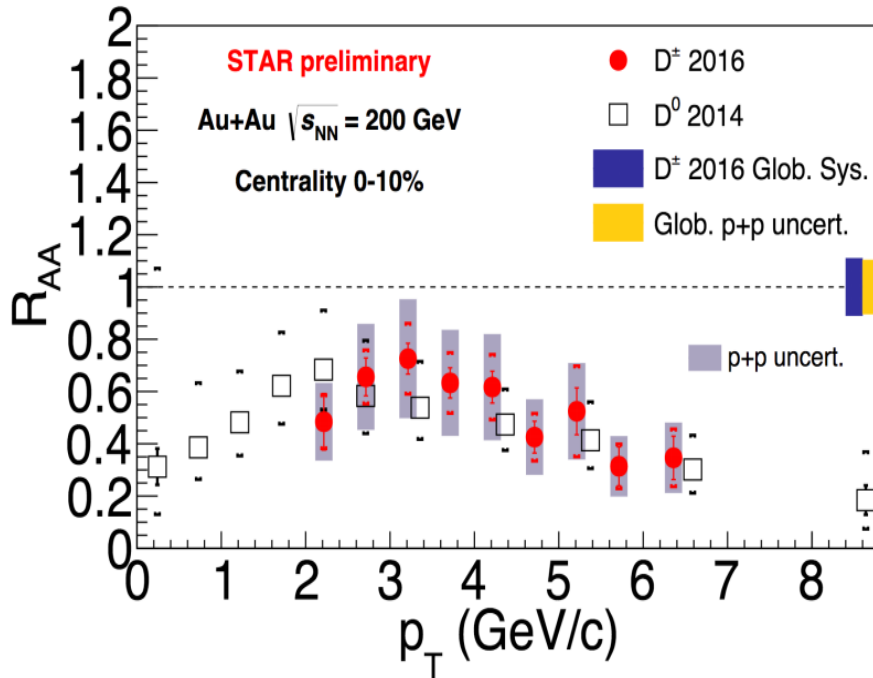 STAR preliminary
Au+Au √sNN = 200 GeV
Centrality 0-10%
D± 2016
D0 2014
D± 2016 Glob. Sys.
Glob. p+p uncert.
p+p uncert.
RAA
2
1.8
1.6
1.4
1.2
1
0.8
0.6
0.4
0.2
0
0 1 2 3 4 5 6 7 8
pT (GeV/c)